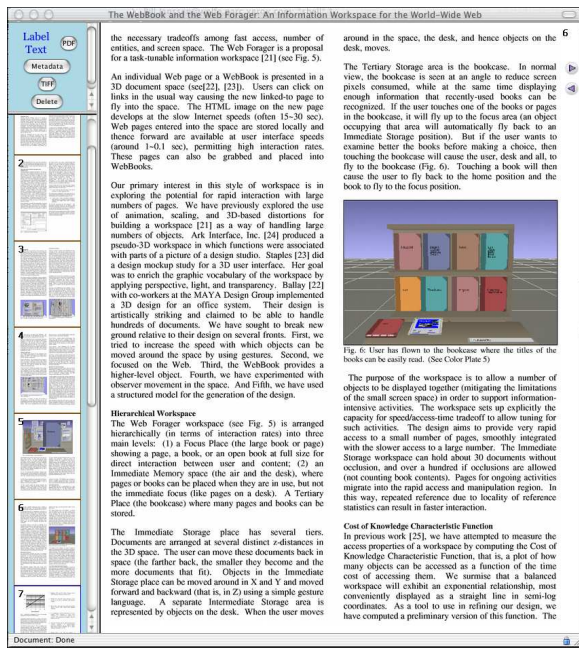 The WebBook and the Web Forager: An Information Workspace for the World-Wide Web
Label
Text
PDF
Metadata
TIFF
Delete
2
3
4
5
6
7
the necessary tradeoffs among fast access, number of
entities, and screen space. The Web Forager is a proposal
for a task-tunable information workspace [21] (see Fig. 5).
An individual Web page or a WebBook is presented in a
3D document space (see[22], [23]). Users can click on
links in the usual way causing the new linked-to page to
fly into the space. The HTML image on the new page
develops at the slow Internet speeds (often 15~30 sec).
Web pages entered into the space are stored locally and
thence forward are available at user interface speeds
(around 1~0.1 sec), permitting high interaction rates.
These pages can also be grabbed and placed into
WebBooks.
Our primary interest in this style of workspace is in
exploring the potential for rapid interaction with large
numbers of pages. We have previously explored the use
of animation, scaling, and 3D-based distortions for
building a workspace [21] as a way of handling large
numbers of objects. Ark Interface, Inc. [24] produced a
pseudo-3D workspace in which functions were associated
with parts of a picture of a design studio. Staples [23] did
a design mockup study for a 3D user interface. Her goal
was to enrich the graphic vocabulary of the workspace by
applying perspective, light, and transparency. Ballay [22]
with co-workers at the MAYA Design Group implemented
a 3D design for an office system. Their design is
artistically striking and claimed to be able to handle
hundreds of documents. We have sought to break new
ground relative to their design on several fronts. First, we
tried to increase the speed with which objects can be
moved around the space by using gestures. Second, we
focused on the Web. Third, the WebBook provides a
higher-level object. Fourth, we have experimented with
observer movement in the space. And Fifth, we have used
a structured model for the generation of the design.
Hierarchical Workspace
The Web Forager workspace (see Fig. 5) is arranged
hierarchically (in terms of interaction rates) into three
main levels: (1) a Focus Place (the large book or page)
showing a page, a book, or an open book at full size for
direct interaction between user and content; (2) an
Immediate Memory space (the air and the desk), where
pages or books can be placed when they are in use, but not
the immediate focus (like pages on a desk). A Tertiary
Place (the bookcase) where many pages and books can be
stored.
The Immediate Storage place has several tiers.
Documents are arranged at several distinct z-distances in
the 3D space. The user can move these documents back in
space (the farther back, the smaller they become and the
more documents that fit). Objects in the Immediate
Storage place can be moved around in X and Y and moved
forward and backward (that is, in Z) using a simple gesture
language. A separate Intermediate Storage area is
represented by objects on the desk. When the user moves
6
around in the space, the desk, and hence objects on the
desk, moves.
The Tertiary Storage area is the bookcase. In normal
view, the bookcase is seen at an angle to reduce screen
pixels consumed, while at the same time displaying
enough information that recently-used books can be
recognized. If the user touches one of the books or pages
in the bookcase, it will fly up to the focus area (an object
occupying that area will automatically fly back to an
Immediate Storage position). But if the user wants to
examine better the books before making a choice, then
touching the bookcase will cause the user, desk and all, to
fly to the bookcase (Fig. 6). Touching a book will then
cause the user to fly back to the home position and the
book to fly to the focus position.
Fig. 6: User has flown to the bookcase where the titles of the
books can be easily read. (See Color Plate 5)
The purpose of the workspace is to allow a number of
objects to be displayed together (mitigating the limitations
of the small screen space) in order to support information-
intensive activities. The workspace sets up explicitly the
capacity for speed/access-time tradeoff to allow tuning for
such activities. The design aims to provide very rapid
access to a small number of pages, smoothly integrated
with the slower access to a large number. The Immediate
Storage workspace can hold about 30 documents without
occlusion, and over a hundred if occlusions are allowed
(not counting book contents). Pages for ongoing activities
migrate into the rapid access and manipulation region. In
this way, repeated reference due to locality of reference
statistics can result in faster interaction.
Cost of Knowledge Characteristic Function
In previous work [25], we have attempted to measure the
access properties of a workspace by computing the Cost of
Knowledge Characteristic Function, that is, a plot of how
many objects can be accessed as a function of the time
cost of accessing them. We surmise that a balanced
workspace will exhibit an exponential relationship, most
conveniently displayed as a straight line in semi-log
coordinates. As a tool to use in refining our design, we
have computed a preliminary version of this function. The
Document: Done